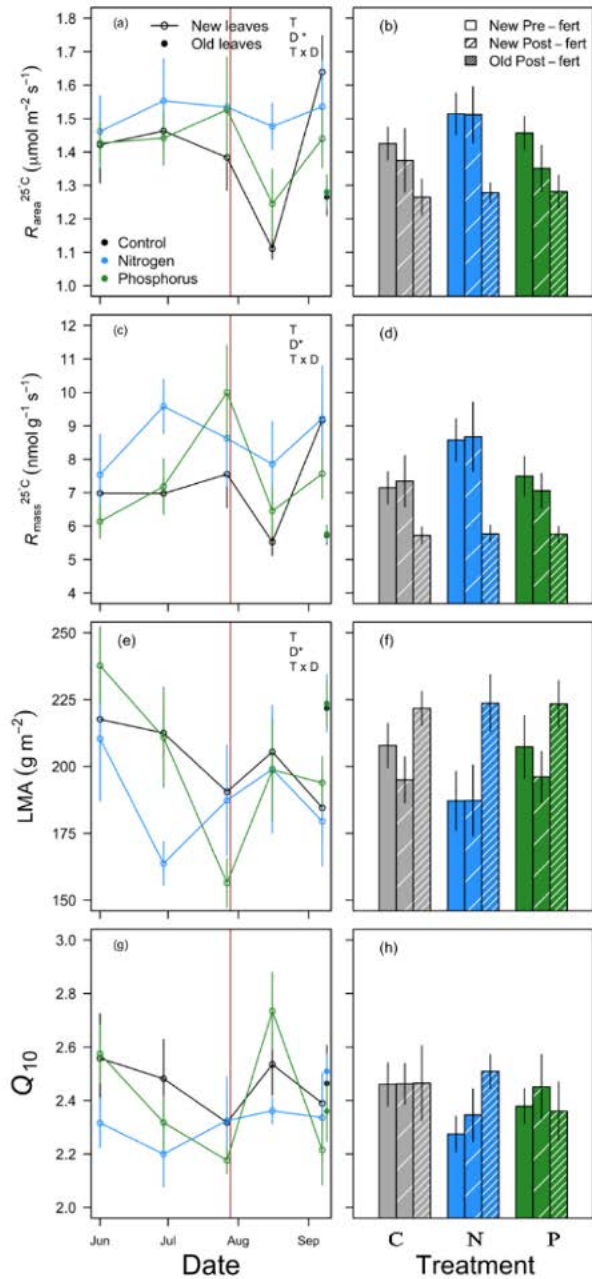 (a)
New leaves
Old leaves
T
D *
T x D
1.8
1.7
1.6
1.5
1.4
1.3
1.2
1.1
1.0
R area 25°C (μmol m−2 s−1)
Control
Nitrogen
Phosphorus
(b)
New Pre − fert
New Post − fert
Old Post − fert
(c)
T
D*
T x D
12
11
10
9
8
7
6
5
4
R mass 25°C (nmol g−1 s−1)
(d)
(e)
T
D*
T x D
250
225
200
175
150
LMA (g m−2)
(f)
(g)
3.0
2.8
2.6
2.4
2.2
2.0
Q10
(h)
Jun Jul Aug Sep
Date
C N P
Treatment